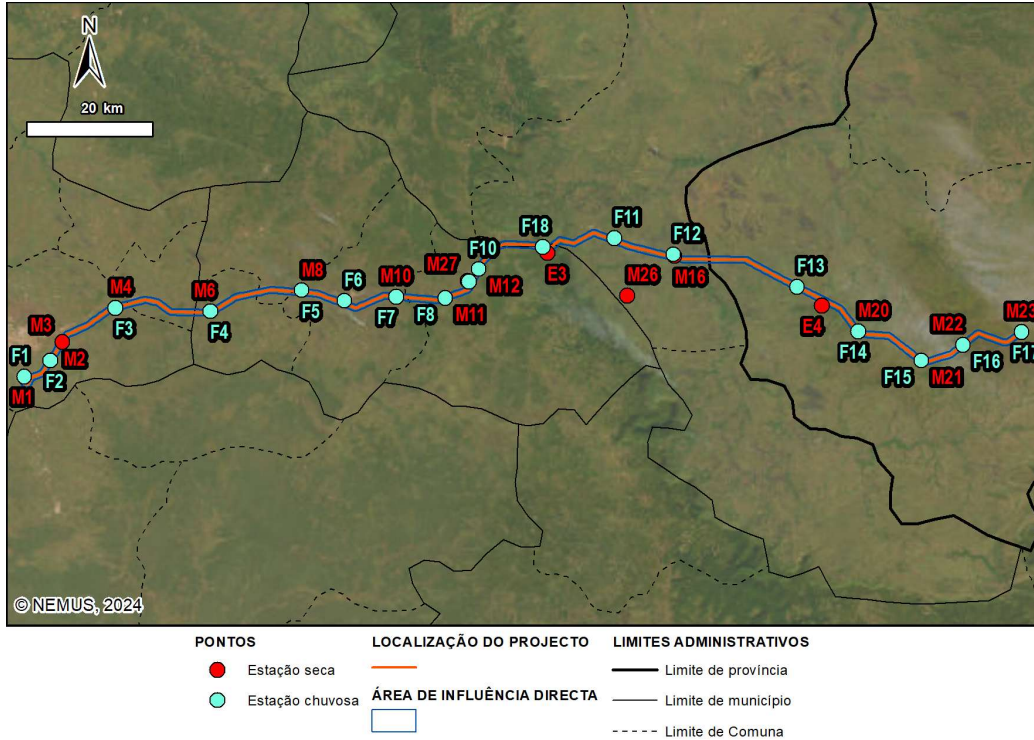 N
20 km
F18
F11
F12
F10
M27
E3
M16
M8
F6
M10
M12
M26
F13
M4
M6
F5
F7
F8
M11
E4
M20
M3
F3
F4
M22
M23
F1
M2
F14
F16
F17
M1
F2
F15
M21
© NEMUS, 2024
PONTOS
Estação seca
Estação chuvosa
LOCALIZAÇÃO DO PROJECTO
ÁREA DE INFLUÊNCIA DIRECTA
LIMITES ADMINISTRATIVOS
Limite de província
Limite de município
Limite de Comuna